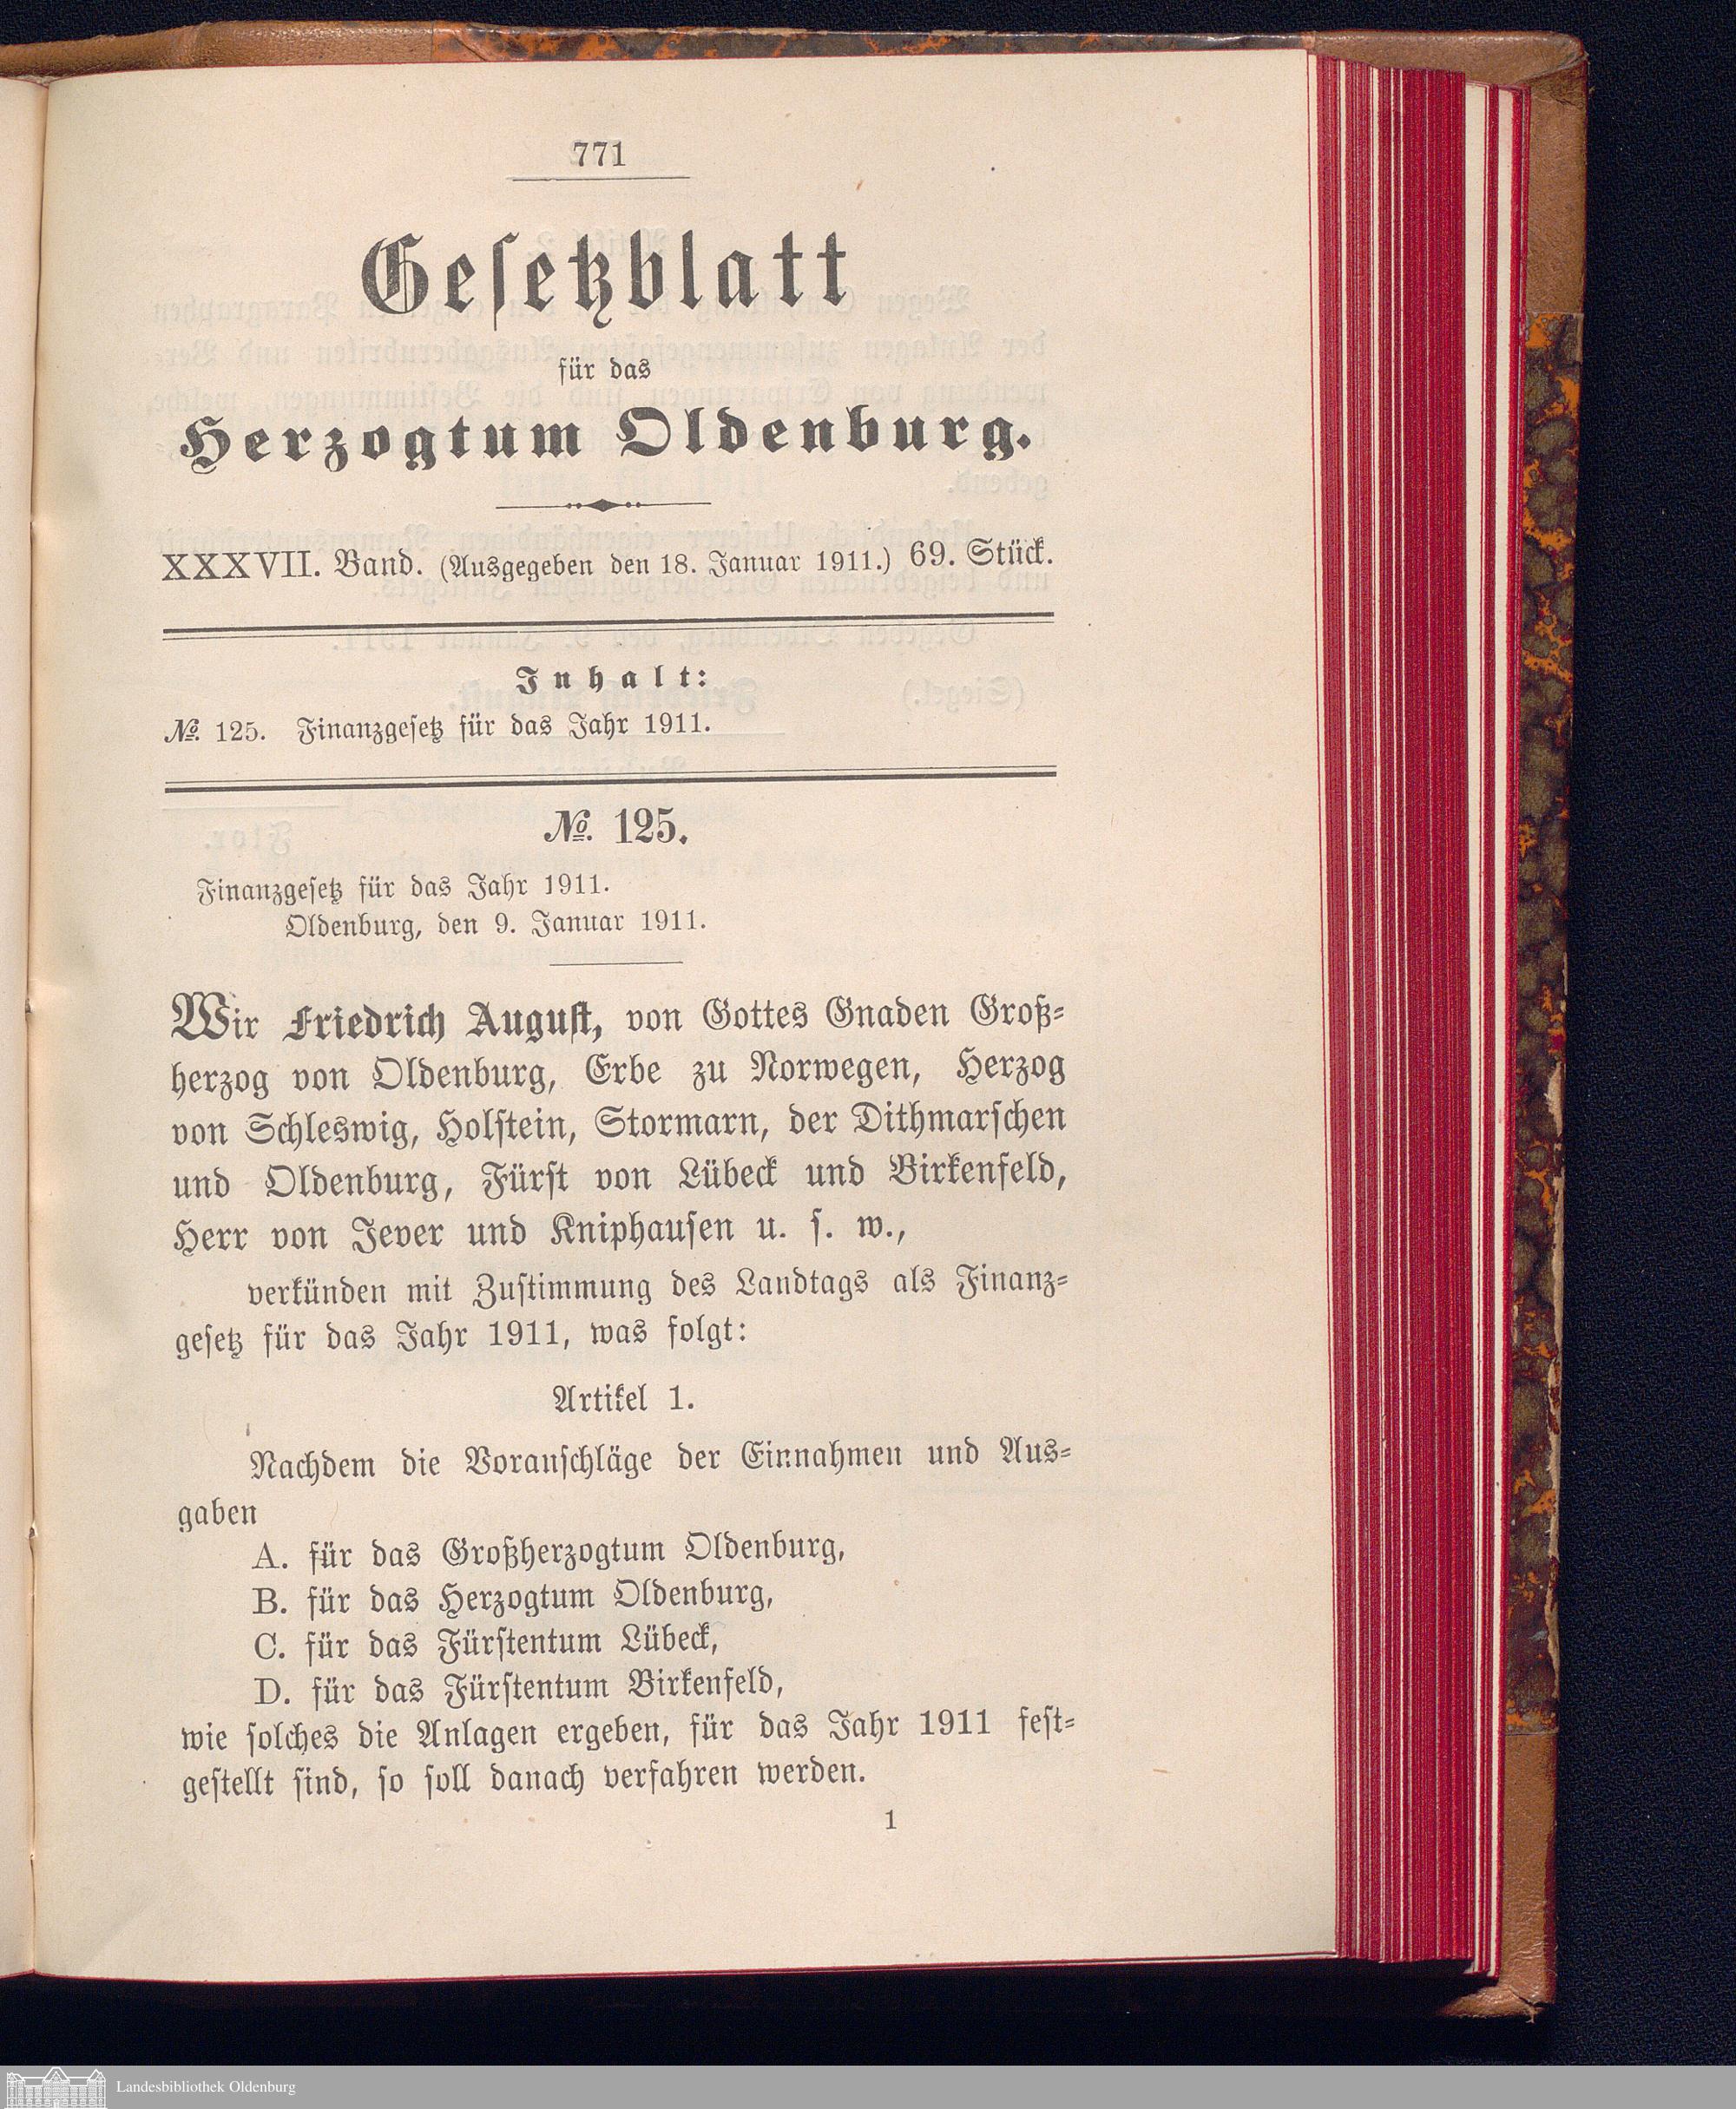 771
Geſetzblatt
für das
Herzogtum Oldenburg.
XXXVII. Band. (Ausgegeben den 18. Januar 1911.) 69. Stück.
Inhalt:
№ 125. Finanzgeſetz für das Jahr 1911.
№ 125.
Finanzgeſetz für das Jahr 1911.
Oldenburg, den 9. Januar 1911.
Wir Friedrich Auguſt, von Gottes Gnaden Groß-
herzog von Oldenburg, Erbe zu Norwegen, Herzog
von Schleswig, Holſtein, Stormarn, der Dithmarſchen
und Oldenburg, Fürſt von Lübeck und Birkenfeld,
Herr von Jever und Kniphauſen u. ſ. w.,
verkünden mit Zuſtimmung des Landtags als Finanz-
geſetz für das Jahr 1911, was folgt:
Artikel 1.
Nachdem die Voranſchläge der Einnahmen und Aus-
gaben
A. für das Großherzogtum Oldenburg,
B. für das Herzogtum Oldenburg,
C. für das Fürſtentum Lübeck,
D. für das Fürſtentum Birkenfeld,
wie ſolches die Anlagen ergeben, für das Jahr 1911 feſt-
geſtellt ſind, ſo ſoll danach verfahren werden.
1
Landesbibliothek Oldenburg